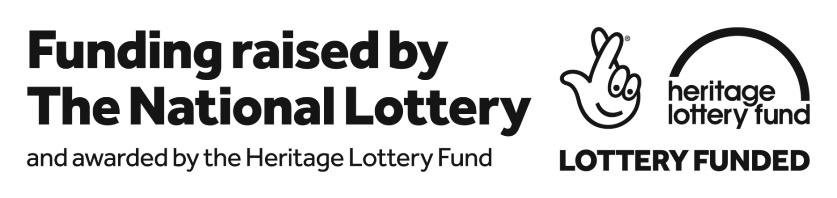 Funding raised by
The National Lottery
and awarded by the Heritage Lottery Fund
®
heritage
lottery fund
LOTTERY FUNDED